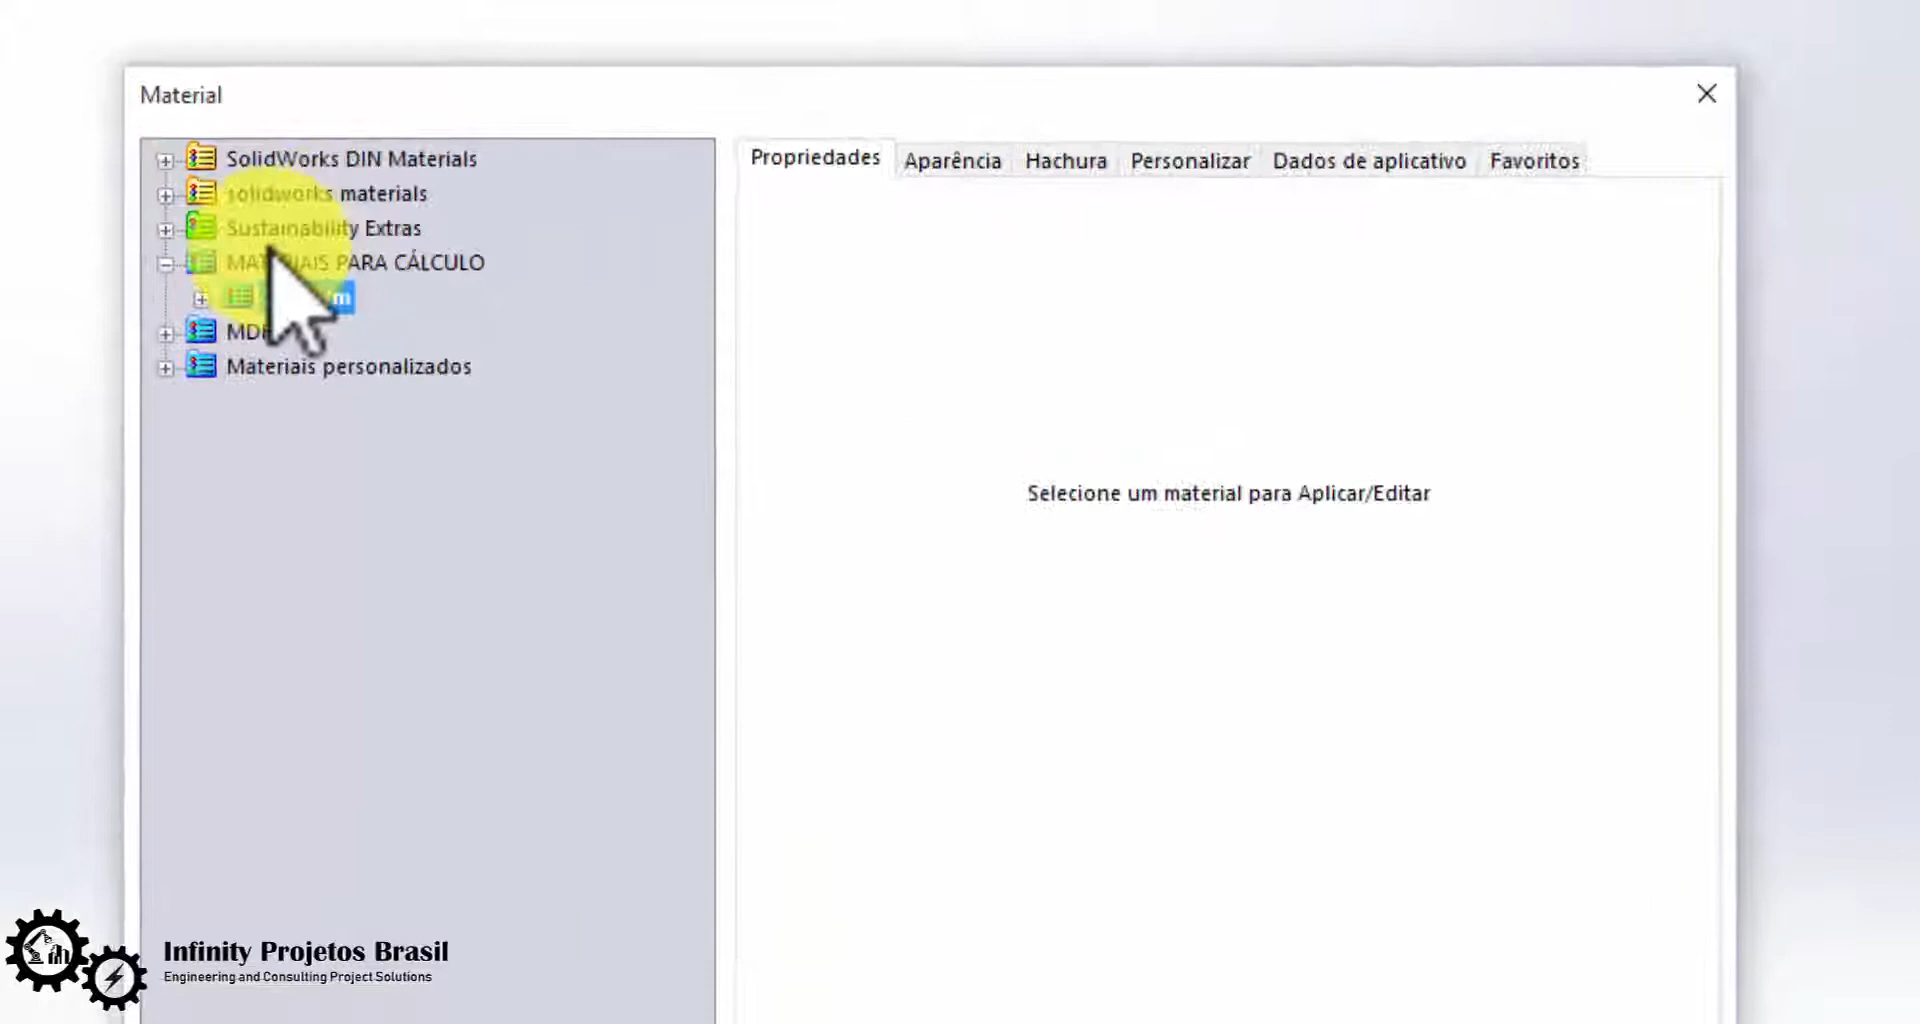 Material
SolidWorks DIN Materials
solidworks materials
Sustainability Extras
MATERIAIS PARA CÁLCULO
Materiais personalizados
Propriedades Aparência Hachura Personalizar Dados de aplicativo Favoritos
Selecione um material para Aplicar/Editar
Infinity Projetos Brasil
Engineering and Consulting Project Solutions